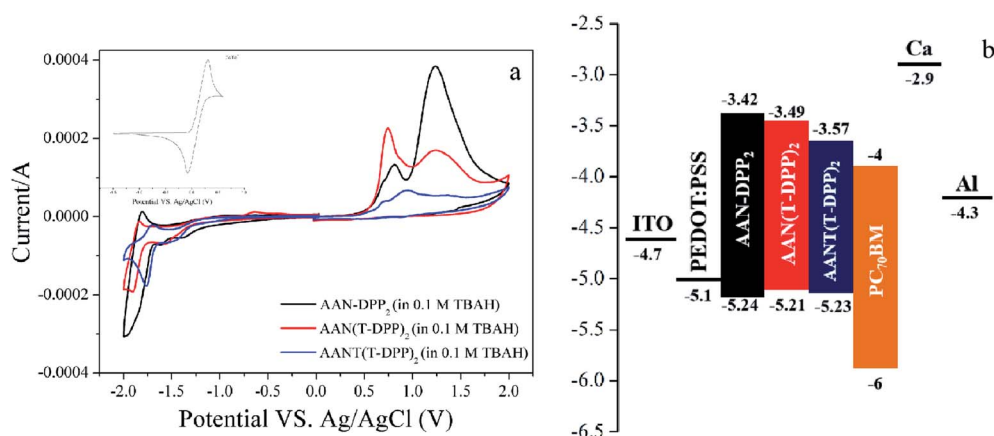 a
0.0004
0.0002
0.0000
-0.0002
0.0004
Current/A
-2.0 -1.5 -1.0 -0.5 0.0 0.5 1.0 1.5 2.0
Potential VS. Ag/AgCl (V)
Potential VS. Ag/AgCl (V)
AAN-DPP₂ (in 0.1 M TBAH)
AAN(T-DPP)₂ (in 0.1 M TBAH)
AANT(T-DPP)₂ (in 0.1 M TBAH)
b
-2.5
-3.0
-3.5
-4.0
-4.5
-5.0
-5.5
-6.0
-6.5
ITO
-4.7
PEDOT:PSS
-5.1
-3.42
AAN-DPP₂
-5.24
-3.49
AAN(T-DPP)₂
-5.21
-3.57
AANT(T-DPP)₂
-5.23
-4
PC₇₀BM
-6
Ca
-2.9
Al
-4.3